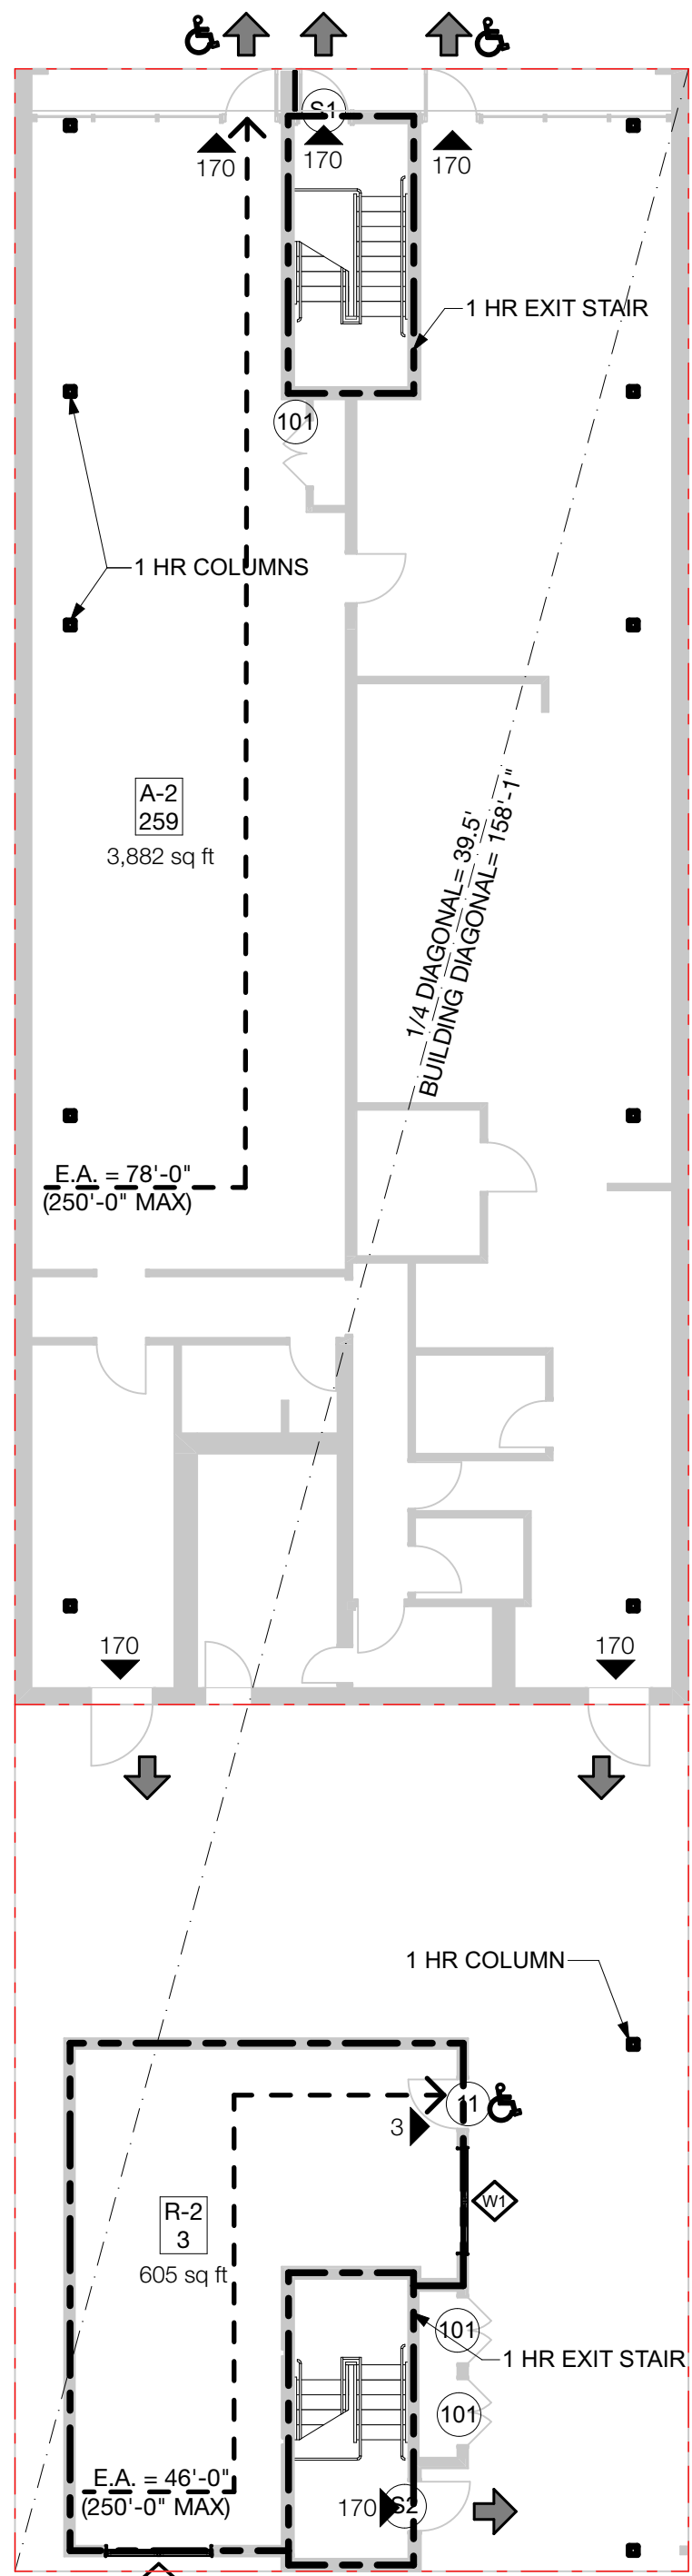 S1
170
170
170
1 HR EXIT STAIR
101
1 HR COLUMNS
A-2
259
3,882 sq ft
1/4 DIAGONAL= 39.5'
BUILDING DIAGONAL= 158'-1"
E.A. = 78'-0"
(250'-0" MAX)
170
170
1 HR COLUMN
11
3
R-2
3
W1
605 sq ft
101
1 HR EXIT STAIR
101
E.A. = 46'-0"
(250'-0" MAX)
170
S2